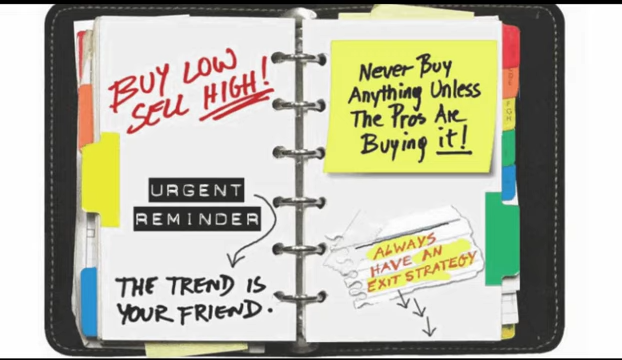 BUY LOW
SELL HIGH!
URGENT
REMINDER
THE TREND IS
YOUR FRIEND.
Never Buy
Anything Unless
The Pros Are
Buying it!
ALWAYS
HAVE AN
EXIT STRATEGY